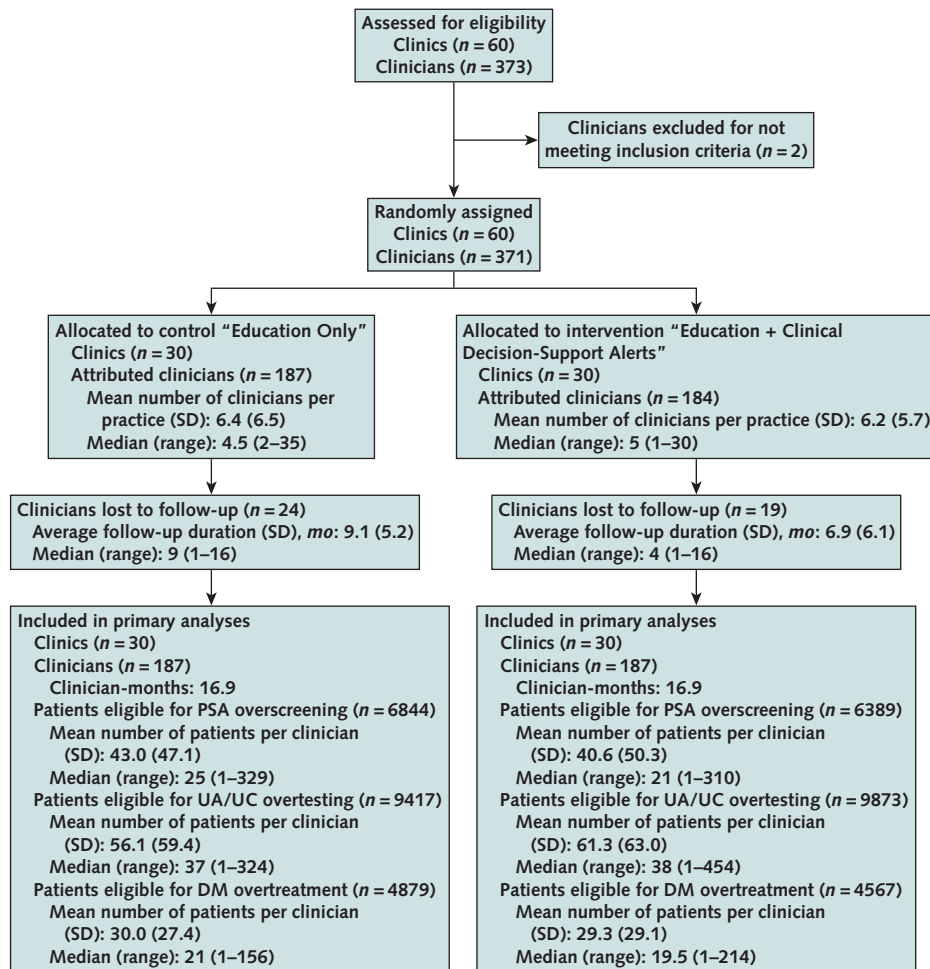 Assessed for eligibility
Clinics (n = 60)
Clinicians (n = 373)
Clinicians excluded for not
meeting inclusion criteria (n = 2)
Randomly assigned
Clinics (n = 60)
Clinicians (n = 371)
Allocated to control “Education Only”
Clinics (n = 30)
Attributed clinicians (n = 187)
Mean number of clinicians per
practice (SD): 6.4 (6.5)
Median (range): 4.5 (2–35)
Allocated to intervention “Education + Clinical
Decision-Support Alerts”
Clinics (n = 30)
Attributed clinicians (n = 184)
Mean number of clinicians per practice (SD): 6.2 (5.7)
Median (range): 5 (1–30)
Clinicians lost to follow-up (n = 24)
Average follow-up duration (SD), mo: 9.1 (5.2)
Median (range): 9 (1–16)
Clinicians lost to follow-up (n = 19)
Average follow-up duration (SD), mo: 6.9 (6.1)
Median (range): 4 (1–16)
Included in primary analyses
Clinics (n = 30)
Clinicians (n = 187)
Clinician-months: 16.9
Patients eligible for PSA overscreening (n = 6844)
Mean number of patients per clinician
(SD): 43.0 (47.1)
Median (range): 25 (1–329)
Patients eligible for UA/UC overtesting (n = 9417)
Mean number of patients per clinician
(SD): 56.1 (59.4)
Median (range): 37 (1–324)
Patients eligible for DM overtreatment (n = 4879)
Mean number of patients per clinician
(SD): 30.0 (27.4)
Median (range): 21 (1–156)
Included in primary analyses
Clinics (n = 30)
Clinicians (n = 187)
Clinician-months: 16.9
Patients eligible for PSA overscreening (n = 6389)
Mean number of patients per clinician
(SD): 40.6 (50.3)
Median (range): 21 (1–310)
Patients eligible for UA/UC overtesting (n = 9873)
Mean number of patients per clinician
(SD): 61.3 (63.0)
Median (range): 38 (1–454)
Patients eligible for DM overtreatment (n = 4567)
Mean number of patients per clinician
(SD): 29.3 (29.1)
Median (range): 19.5 (1–214)